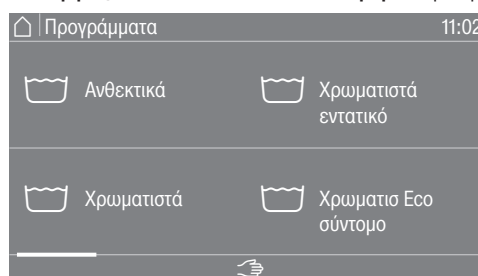 Προγράμματα 11:02
Ανθεκτικά
Χρωματιστά
εντατικό
Χρωματιστά
Χρωματισ Eco
σύντομο